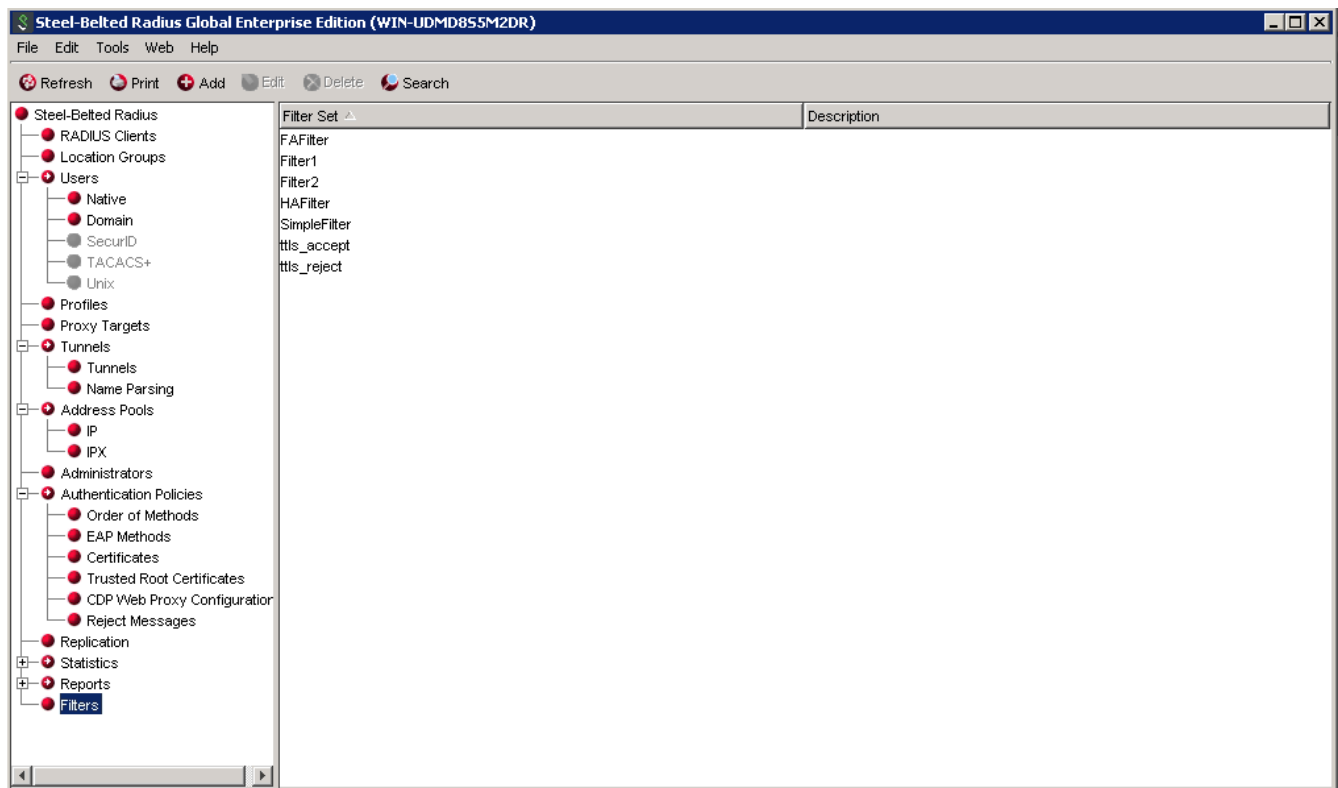 Steel-Belted Radius Global Enterprise Edition (WIN-UDMD8S5M2DR)
File Edit Tools Web Help
Refresh Print Add Edit Delete Search
Steel-Belted Radius
RADIUS Clients
Location Groups
Users
Native
Domain
SecurID
TACACS+
Unix
Profiles
Proxy Targets
Tunnels
Tunnels
Name Parsing
Address Pools
IP
IPX
Administrators
Authentication Policies
Order of Methods
EAP Methods
Certificates
Trusted Root Certificates
CDP Web Proxy Configuration
Reject Messages
Replication
Statistics
Reports
Filters
Filter Set Description
FAFilter
Filter1
Filter2
HAFilter
SimpleFilter
ttls_accept
ttls_reject